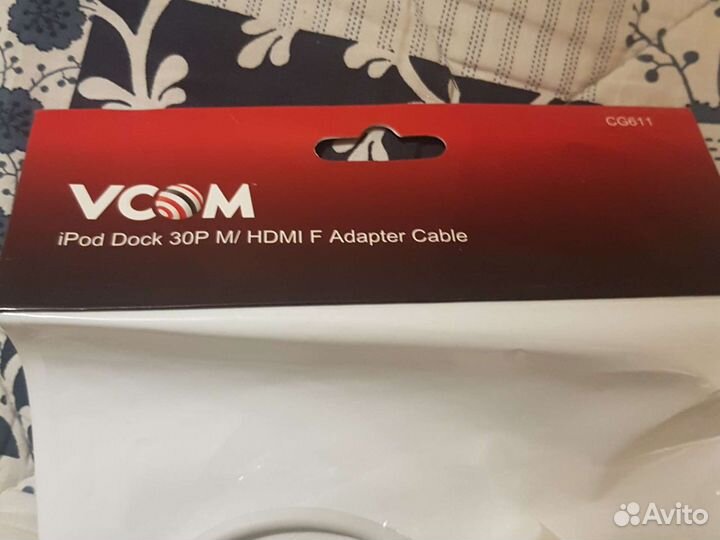 CG611
VCOM
iPod Dock 30P M/ HDMI F Adapter Cable
Avito